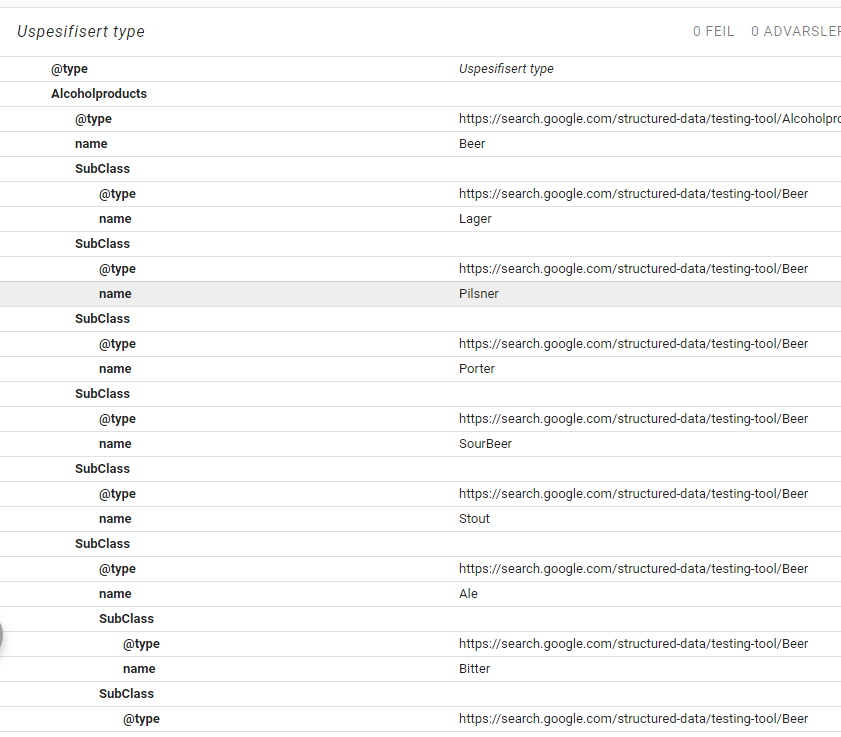 Uspesifisert type 0 FEIL 0 ADVARSLER
@type Uspesifisert type
Alcoholproducts
@type https://search.google.com/structured-data/testing-tool/Alcoholpro
name Beer
SubClass
@type https://search.google.com/structured-data/testing-tool/Beer
name Lager
SubClass
@type https://search.google.com/structured-data/testing-tool/Beer
name Pilsner
SubClass
@type https://search.google.com/structured-data/testing-tool/Beer
name Porter
SubClass
@type https://search.google.com/structured-data/testing-tool/Beer
name SourBeer
SubClass
@type https://search.google.com/structured-data/testing-tool/Beer
name Stout
SubClass
@type https://search.google.com/structured-data/testing-tool/Beer
name Ale
SubClass
@type https://search.google.com/structured-data/testing-tool/Beer
name Bitter
SubClass
@type https://search.google.com/structured-data/testing-tool/Beer